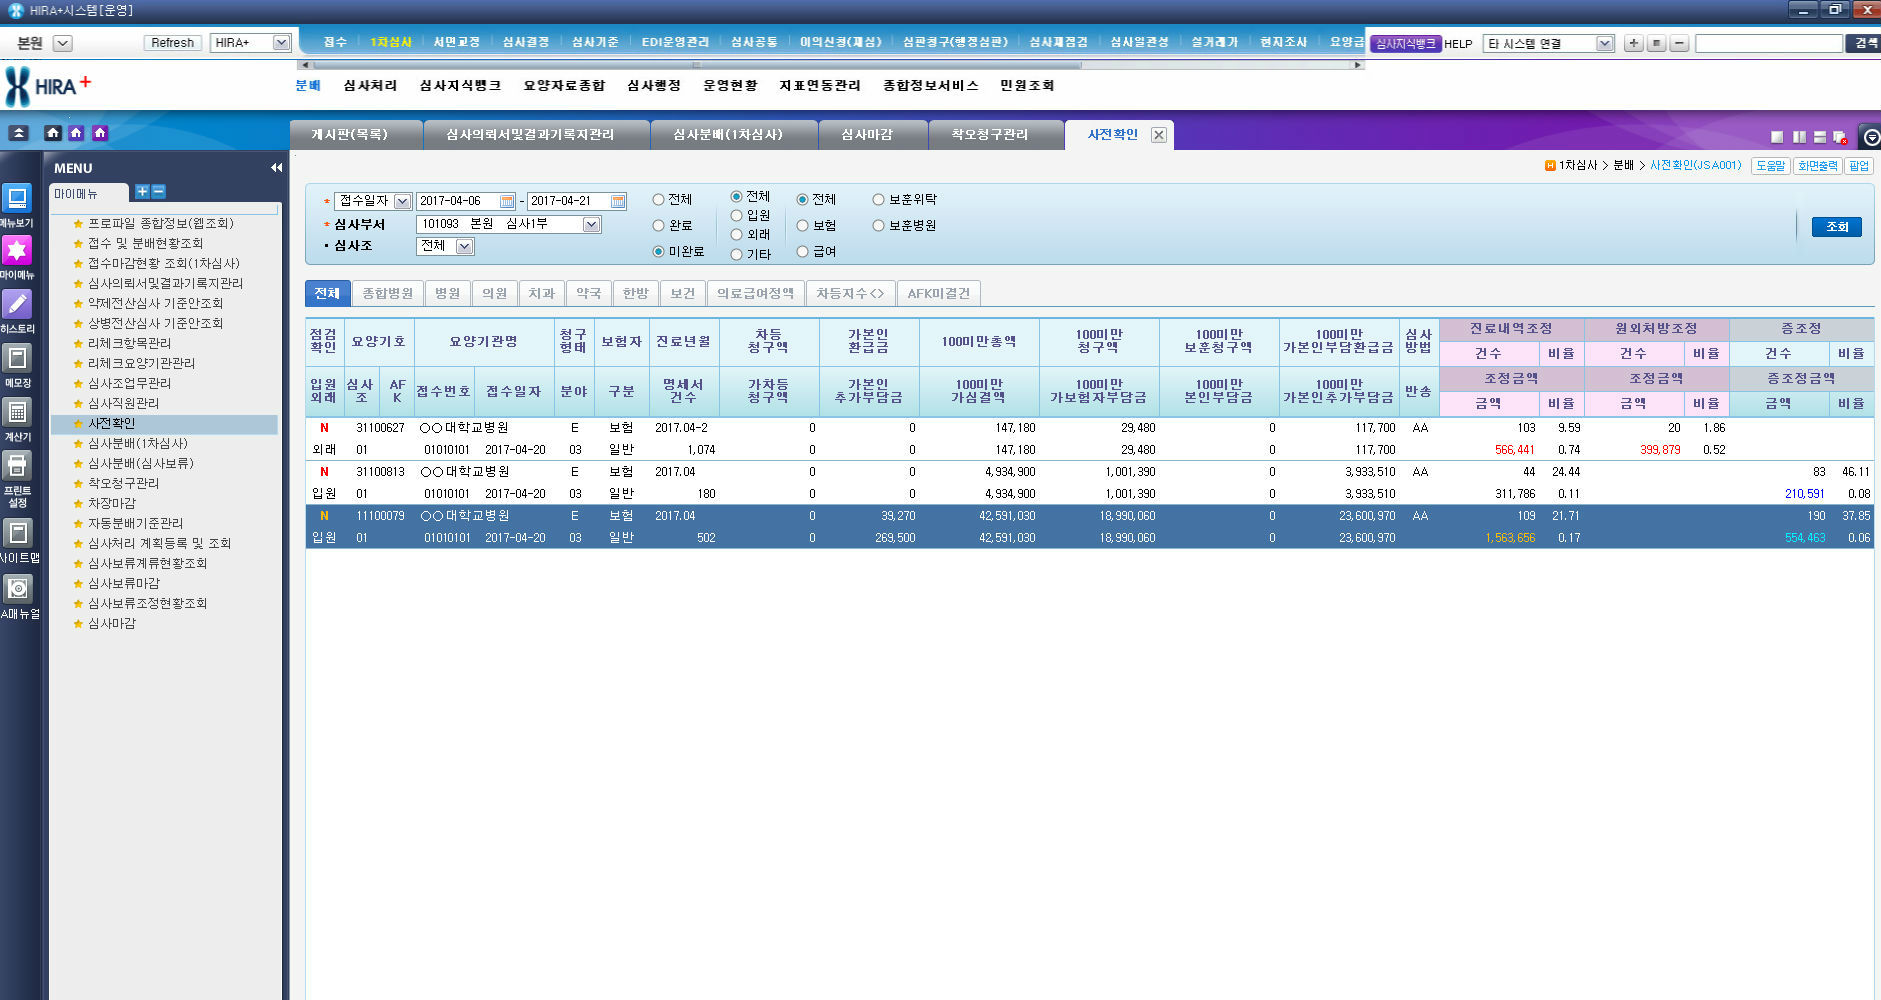 HIRA+시스템[운영]
본원 Refresh HIRA+ 접수 1차심사 서면교정 심사결정 심사기준 EDI운영관리 심사공통 이의신청(재심) 심판청구(행정심판) 심사재점검 심사일관성 실거래가 현지조사 요양급 심사지식뱅크 HELP 타 시스템 연결 검색
HIRA+ 분배 심사처리 심사지식뱅크 요양자료종합 심사행정 운영현황 지표연동관리 종합정보서비스 민원조회
게시판(목록) 심사의뢰서및결과기록지관리 심사분배(1차심사) 심사마감 착오청구관리 사전확인
H 1차심사 > 분배 > 사전확인(JSA001) 도움말 화면출력 팝업
메뉴보기
마이메뉴
히스토리
메모장
계산기
프린트
설정
사이트맵
A매뉴얼
MENU
마이메뉴
프로파일 종합정보(웹조회)
접수 및 분배현황조회
접수마감현황 조회(1차심사)
심사의뢰서및결과기록지관리
약제전산심사 기준안조회
상병전산심사 기준안조회
리체크항목관리
리체크요양기관관리
심사조업무관리
심사직원관리
사전확인
심사분배(1차심사)
심사분배(심사보류)
착오청구관리
차장마감
자동분배기준관리
심사처리 계획등록 및 조회
심사보류계류현황조회
심사보류마감
심사보류조정현황조회
심사마감
* 접수일자 2017-04-06 - 2017-04-21
* 심사부서 101093 본원 심사1부
• 심사조 전체
전체
완료
미완료
전체
입원
외래
기타
전체
보험
급여
보훈위탁
보훈병원
조회
전체 종합병원 병원 의원 치과 약국 한방 보건 의료급여정액 차등지수<> AFK미결건
점검확인 요양기호 요양기관명 청구형태 보험자 진료년월 차등청구액 가본인환급금 100미만총액 100미만청구액 100미만보훈청구액 100미만가본인부담환급금 심사방법 진료내역조정 원외처방조정 증조정
건수 비율 건수 비율 건수 비율
입원외래 심사조 AFK 접수번호 접수일자 분야 구분 명세서건수 가차등청구액 가본인추가부담금 100미만가심결액 100미만가보험자부담금 100미만본인부담금 100미만가본인추가부담금 반송 조정금액 조정금액 증조정금액
금액 비율 금액 비율 금액 비율
N 31100627 ○○대학교병원 E 보험 2017.04-2 0 0 147,180 29,480 0 117,700 AA 103 9.59 20 1.86
외래 01 01010101 2017-04-20 03 일반 1,074 0 0 147,180 29,480 0 117,700 566,441 0.74 399,879 0.52
N 31100813 ○○대학교병원 E 보험 2017.04 0 0 4,934,900 1,001,390 0 3,933,510 AA 44 24.44 83 46.11
입원 01 01010101 2017-04-20 03 일반 180 0 0 4,934,900 1,001,390 0 3,933,510 311,786 0.11 210,591 0.08
N 11100079 ○○대학교병원 E 보험 2017.04 0 39,270 42,591,030 18,990,060 0 23,600,970 AA 109 21.71 190 37.85
입원 01 01010101 2017-04-20 03 일반 502 0 269,500 42,591,030 18,990,060 0 23,600,970 1,563,656 0.17 554,463 0.06